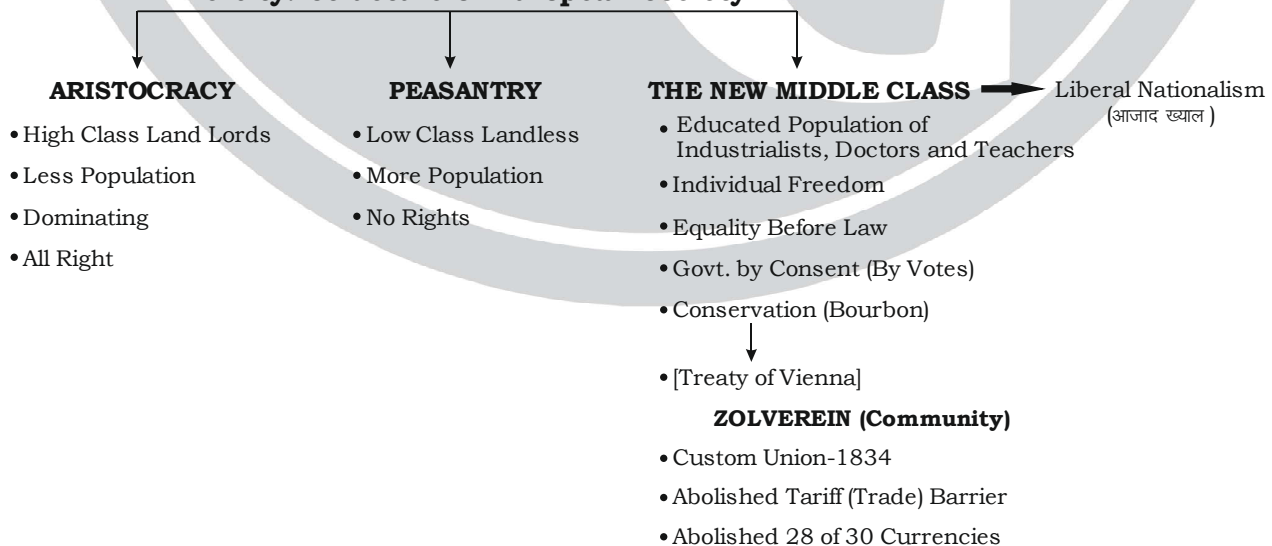 ARISTOCRACY
• High Class Land Lords
• Less Population
• Dominating
• All Right
PEASANTRY
• Low Class Landless
• More Population
• No Rights
THE NEW MIDDLE CLASS
• Educated Population of
Industrialists, Doctors and Teachers
• Individual Freedom
• Equality Before Law
• Govt. by Consent (By Votes)
• Conservation (Bourbon)
• [Treaty of Vienna]
ZOLVEREIN (Community)
• Custom Union-1834
• Abolished Tariff (Trade) Barrier
• Abolished 28 of 30 Currencies
Liberal Nationalism
(आजाद ख्याल)